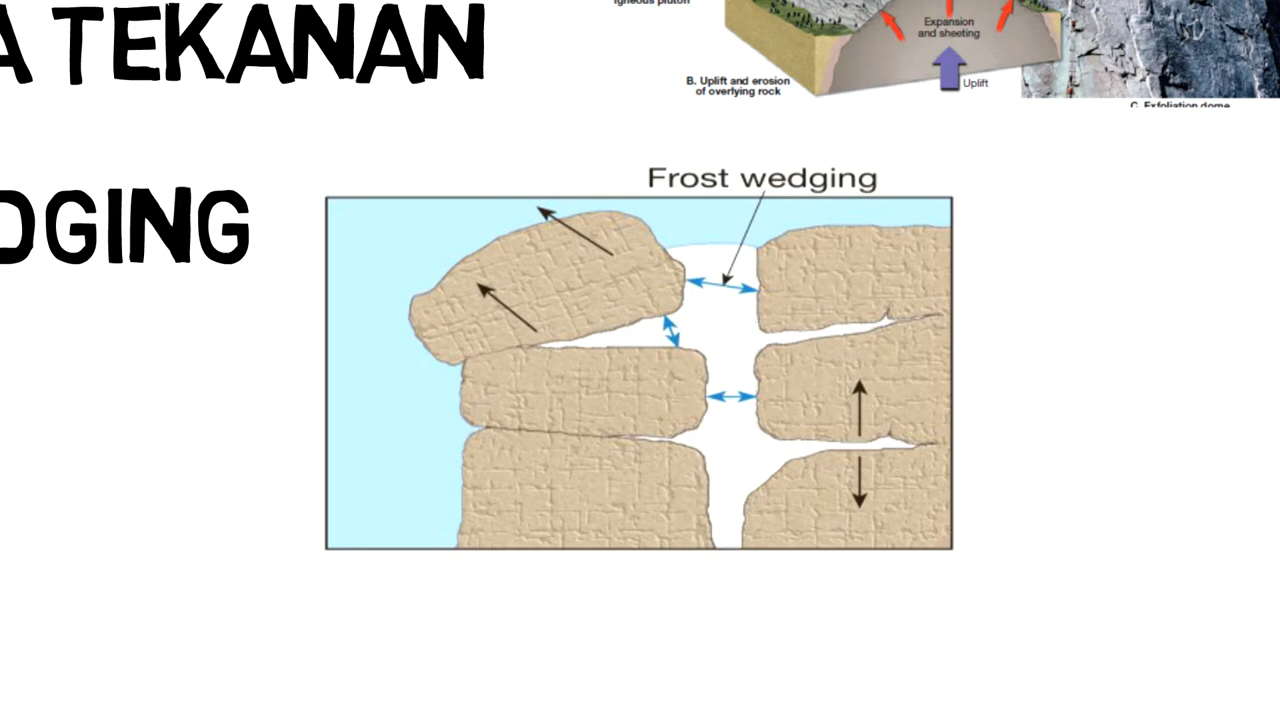 igneous pluton
A TEKANAN
Expansion
and sheeting
B. Uplift and erosion
of overlying rock
Uplift
C. Exfoliation dome
Frost wedging
DGING